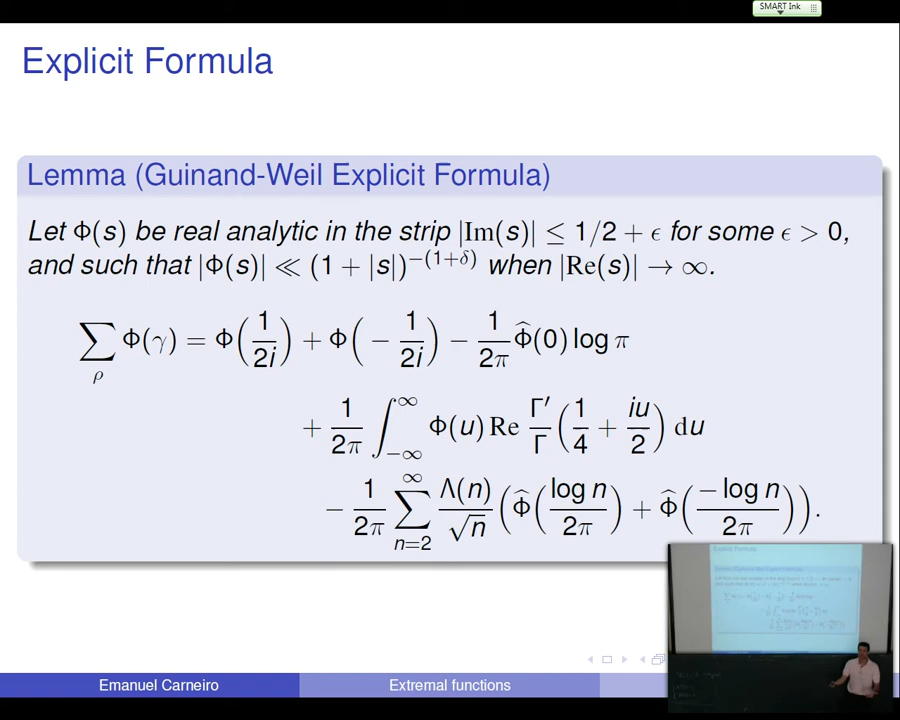 SMART Ink
Explicit Formula
Lemma (Guinand-Weil Explicit Formula)
Let Φ(s) be real analytic in the strip |Im(s)| ≤ 1/2 + ϵ for some ϵ > 0,
and such that |Φ(s)| ≪ (1 + |s|)^{-(1+δ)} when |Re(s)| → ∞.
∑_ρ Φ(γ) = Φ(1/2i) + Φ(− 1/2i) − 1/2π Φ̂(0) log π
+ 1/2π ∫_{-∞}^{∞} Φ(u) Re Γ′/Γ (1/4 + iu/2) du
− 1/2π ∑_{n=2}^{∞} Λ(n)/√n (Φ̂(log n/2π) + Φ̂(−log n/2π)).
Emanuel Carneiro
Extremal functions